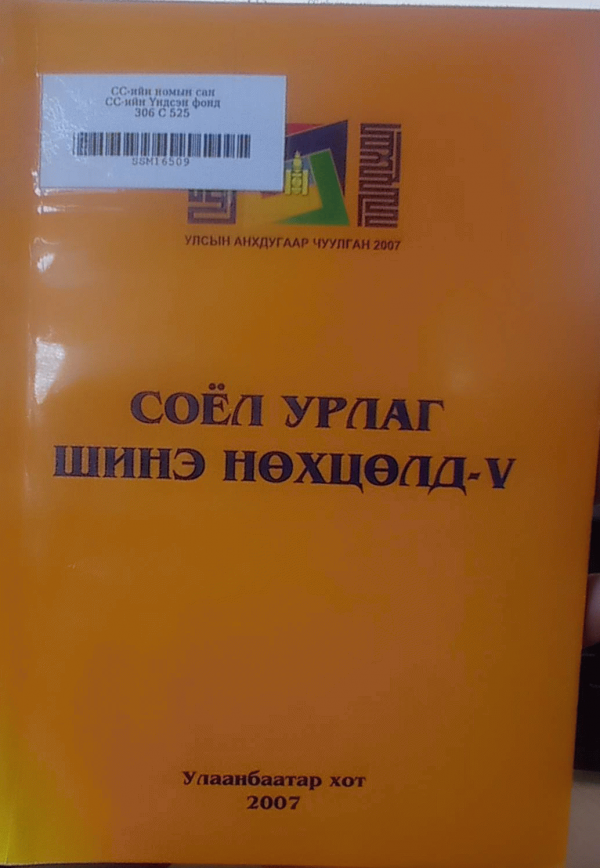 СС-ийн номын сан
СС-ийн Үндсэн фонд
306 С 525
SSM16509
УЛСЫН АНХДУГААР ЧУУЛГАН 2007
СОЁЛ УРЛАГ
ШИНЭ НӨХЦӨЛД-V
Улаанбаатар хот
2007